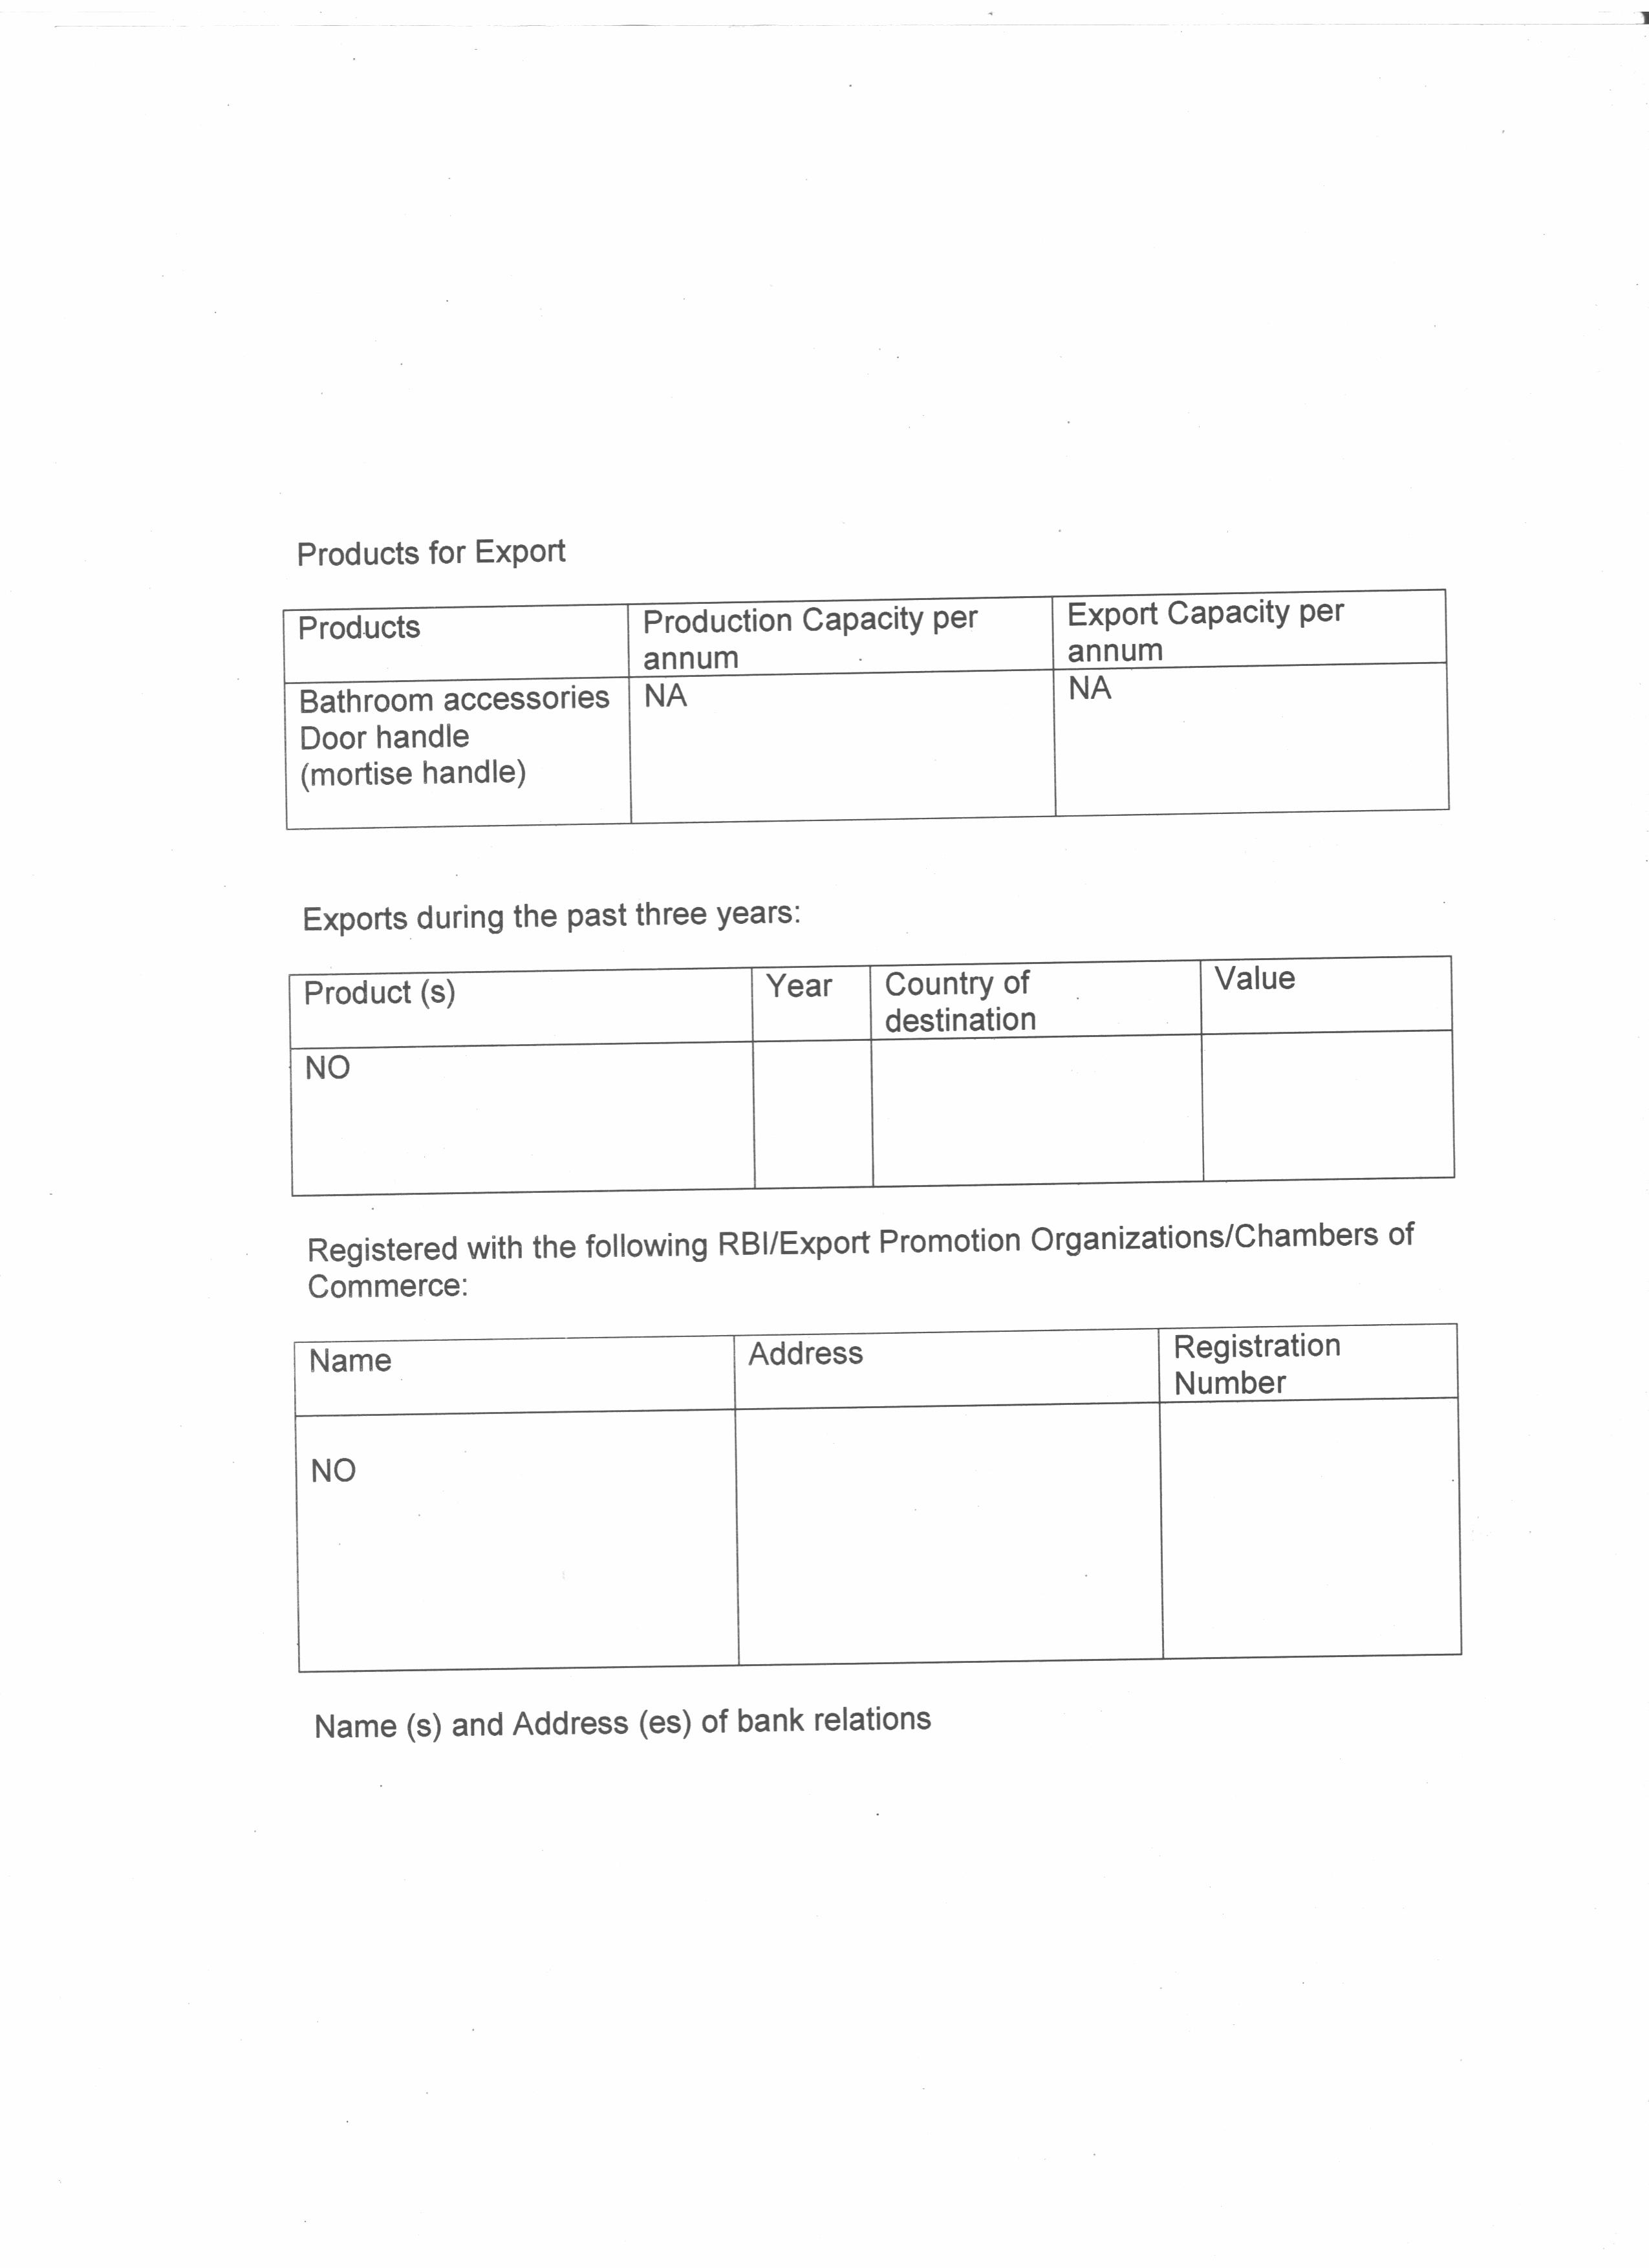 Products for Export
Products
Production Capacity per
annum
Export Capacity per
annum
Bathroom accessories
Door handle
(mortise handle)
NA
NA
Exports during the past three years:
Product (s)
Year
Country of
destination
Value
NO
Registered with the following RBI/Export Promotion Organizations/Chambers of
Commerce:
Name
Address
Registration
Number
NO
Name (s) and Address (es) of bank relations